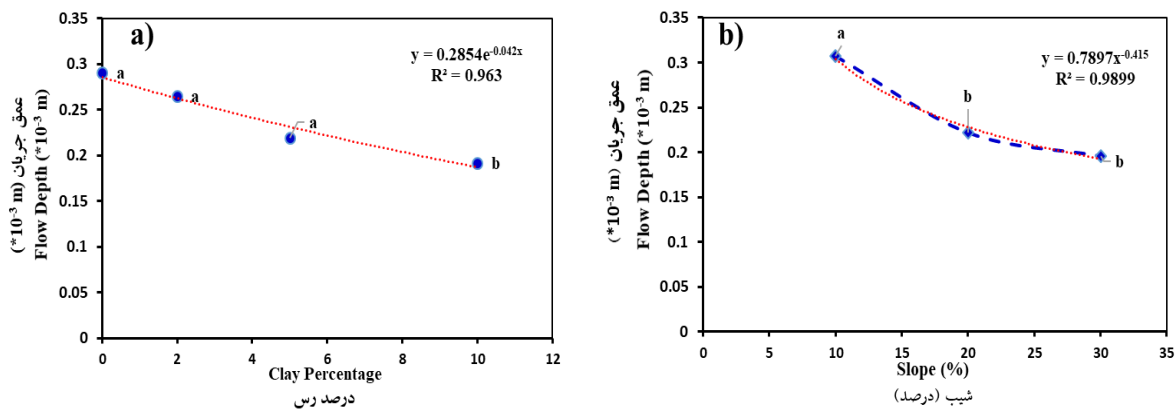 a)
y = 0.2854e^-0.042x
R² = 0.963
عمق جریان (*10⁻³ m)
Flow Depth (*10⁻³ m)
0.35
0.3
0.25
0.2
0.15
0.1
0.05
0
a
a
a
b
0 2 4 6 8 10 12
Clay Percentage
درصد رس
b)
y = 0.7897x^-0.415
R² = 0.9899
عمق جریان (*10⁻³ m)
Flow Depth (*10⁻³ m)
0.35
0.3
0.25
0.2
0.15
0.1
0.05
0
a
b
b
0 5 10 15 20 25 30 35
Slope (%)
شیب (درصد)